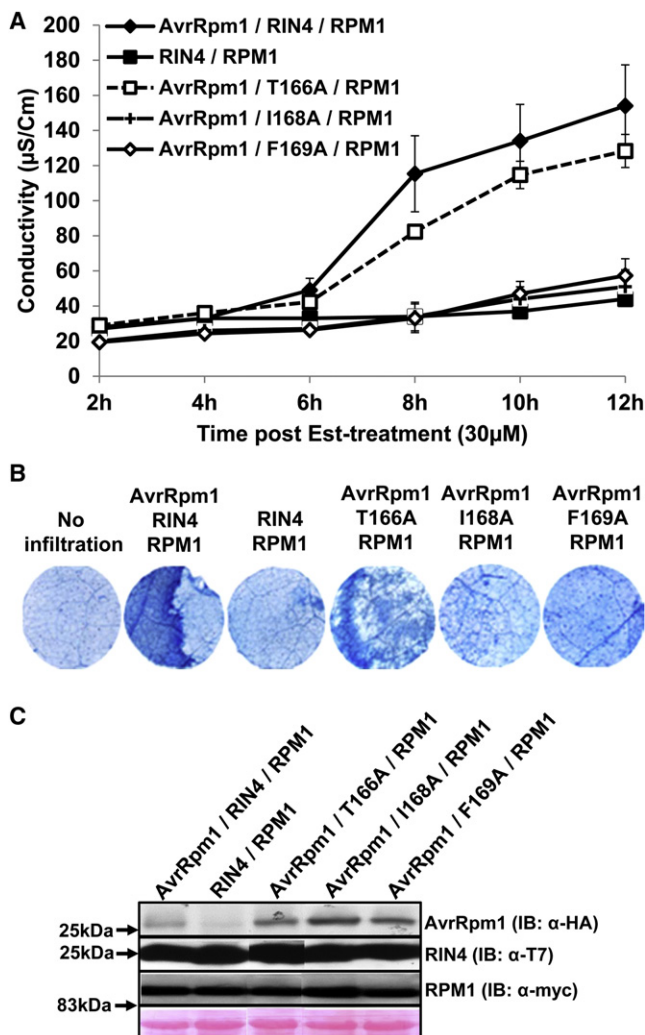 A
AvrRpm1 / RIN4 / RPM1
RIN4 / RPM1
AvrRpm1 / T166A / RPM1
AvrRpm1 / I168A / RPM1
AvrRpm1 / F169A / RPM1
Conductivity (µS/Cm)
200
180
160
140
120
100
80
60
40
20
0
2h 4h 6h 8h 10h 12h
Time post Est-treatment (30µM)
B
No
infiltration
AvrRpm1
RIN4
RPM1
RIN4
RPM1
AvrRpm1
T166A
RPM1
AvrRpm1
I168A
RPM1
AvrRpm1
F169A
RPM1
C
AvrRpm1 / RIN4 / RPM1
RIN4 / RPM1
AvrRpm1 / T166A / RPM1
AvrRpm1 / I168A / RPM1
AvrRpm1 / F169A / RPM1
25kDa
AvrRpm1 (IB: α-HA)
25kDa
RIN4 (IB: α-T7)
RPM1 (IB: α-myc)
83kDa